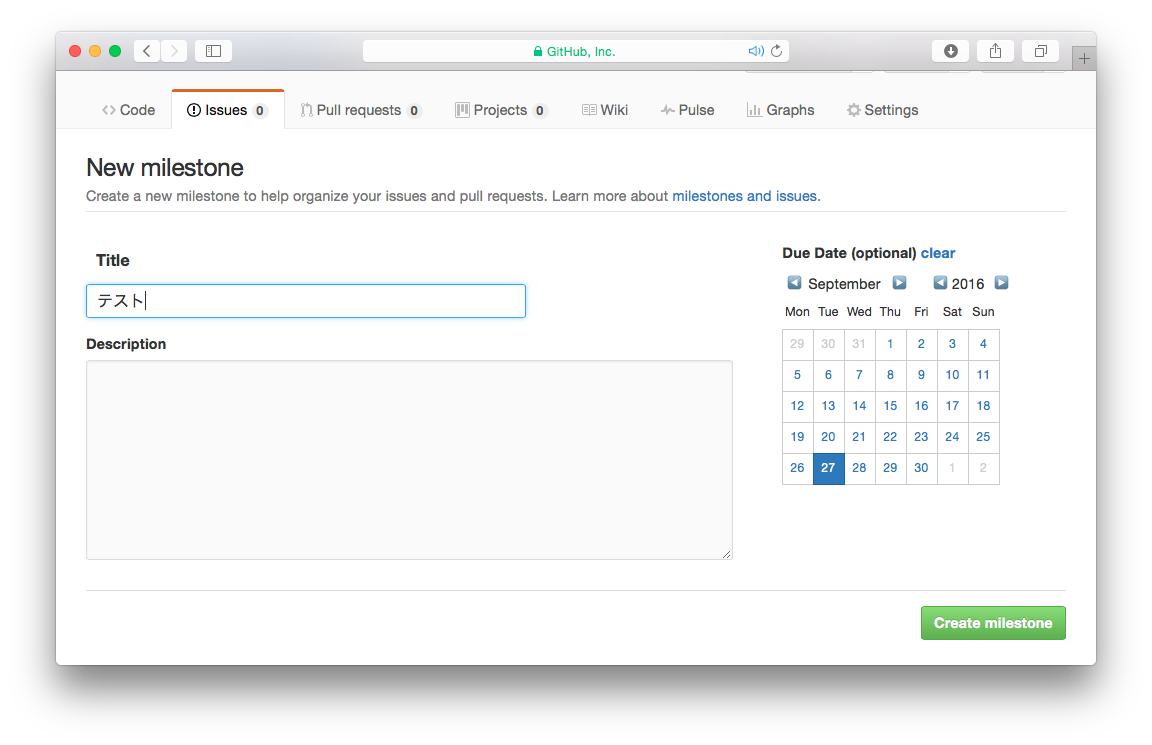 GitHub, Inc.
Code Issues 0 Pull requests 0 Projects 0 Wiki Pulse Graphs Settings
New milestone
Create a new milestone to help organize your issues and pull requests. Learn more about milestones and issues.
Title
テスト
Description
Due Date (optional) clear
September 2016
Mon Tue Wed Thu Fri Sat Sun
29 30 31 1 2 3 4
5 6 7 8 9 10 11
12 13 14 15 16 17 18
19 20 21 22 23 24 25
26 27 28 29 30 1 2
Create milestone